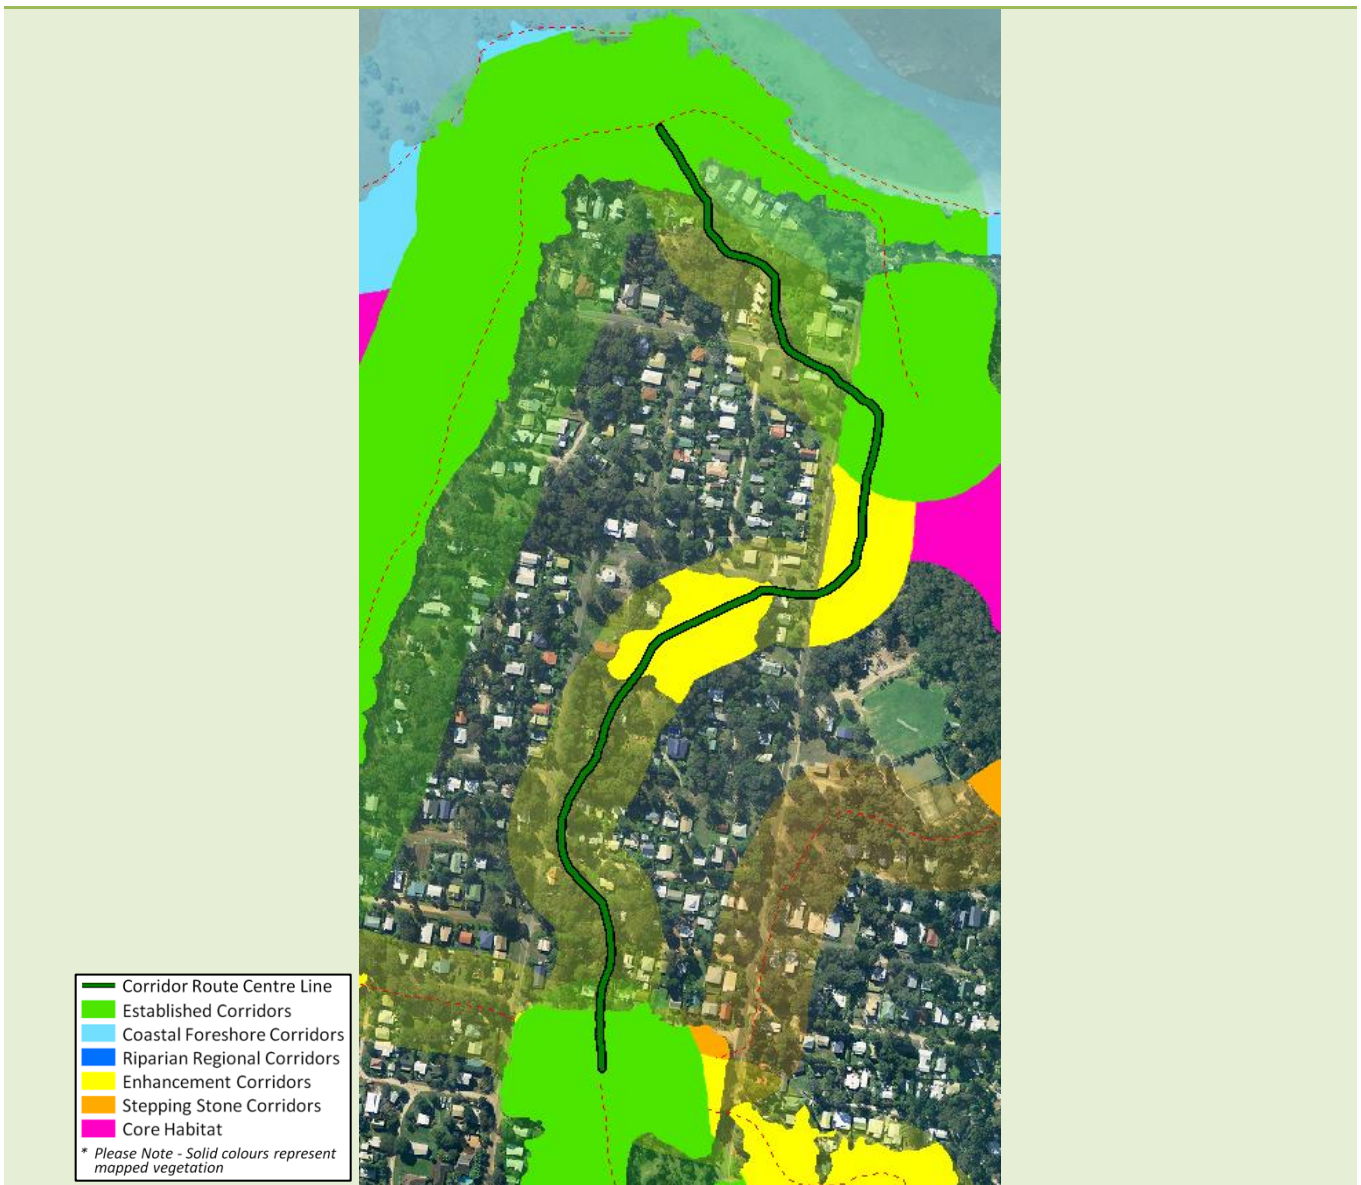 Corridor Route Centre Line
Established Corridors
Coastal Foreshore Corridors
Riparian Regional Corridors
Enhancement Corridors
Stepping Stone Corridors
Core Habitat
* Please Note - Solid colours represent
mapped vegetation